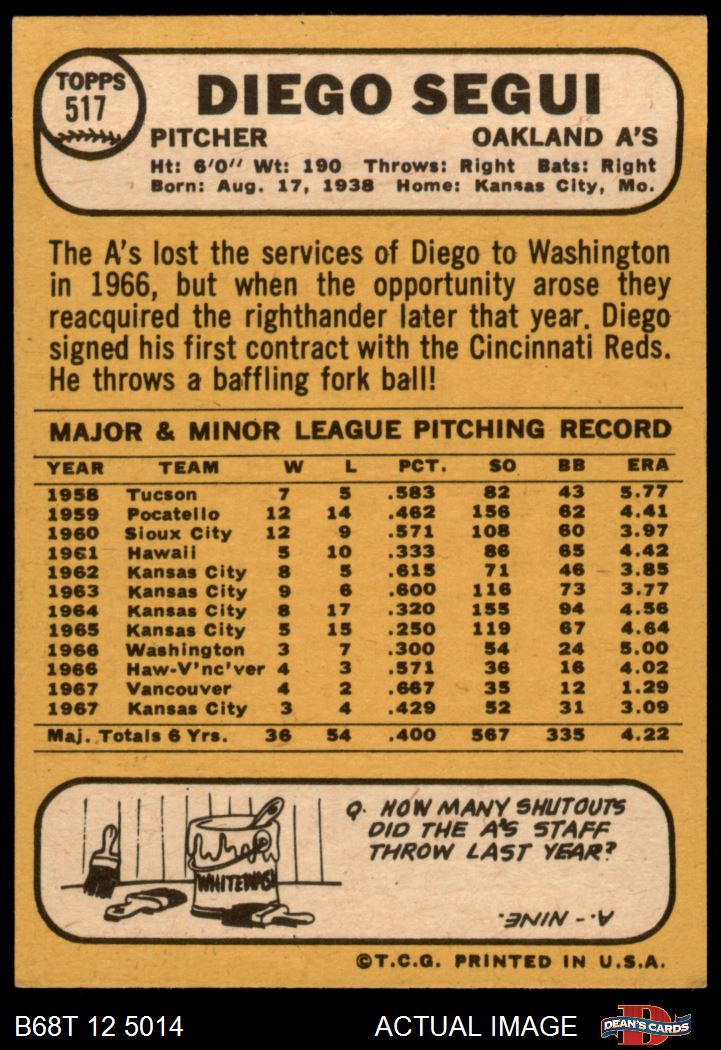 TOPPS
517
DIEGO SEGUI
PITCHER OAKLAND A'S
Ht: 6'0" Wt: 190 Throws: Right Bats: Right
Born: Aug. 17, 1938 Home: Kansas City, Mo.
The A's lost the services of Diego to Washington
in 1966, but when the opportunity arose they
reacquired the righthander later that year. Diego
signed his first contract with the Cincinnati Reds.
He throws a baffling fork ball!
MAJOR & MINOR LEAGUE PITCHING RECORD
YEAR TEAM W L PCT. SO BB ERA
1958 Tucson 7 5 .583 82 43 5.77
1959 Pocatello 12 14 .462 156 62 4.41
1960 Sioux City 12 9 .571 108 60 3.97
1961 Hawaii 5 10 .333 86 65 4.42
1962 Kansas City 8 5 .615 71 46 3.85
1963 Kansas City 9 6 .600 116 73 3.77
1964 Kansas City 8 17 .320 155 94 4.56
1965 Kansas City 5 15 .250 119 67 4.64
1966 Washington 3 7 .300 54 24 5.00
1966 Haw-V'nc'ver 4 3 .571 36 16 4.02
1967 Vancouver 4 2 .667 35 12 1.29
1967 Kansas City 3 4 .429 52 31 3.09
Maj. Totals 6 Yrs. 36 54 .400 567 335 4.22
WHITEWASH
Q. HOW MANY SHUTOUTS
DID THE A'S STAFF
THROW LAST YEAR?
A.- NINE.
©T.C.G. PRINTED IN U.S.A.
B68T 12 5014 ACTUAL IMAGE
DEAN'S CARDS